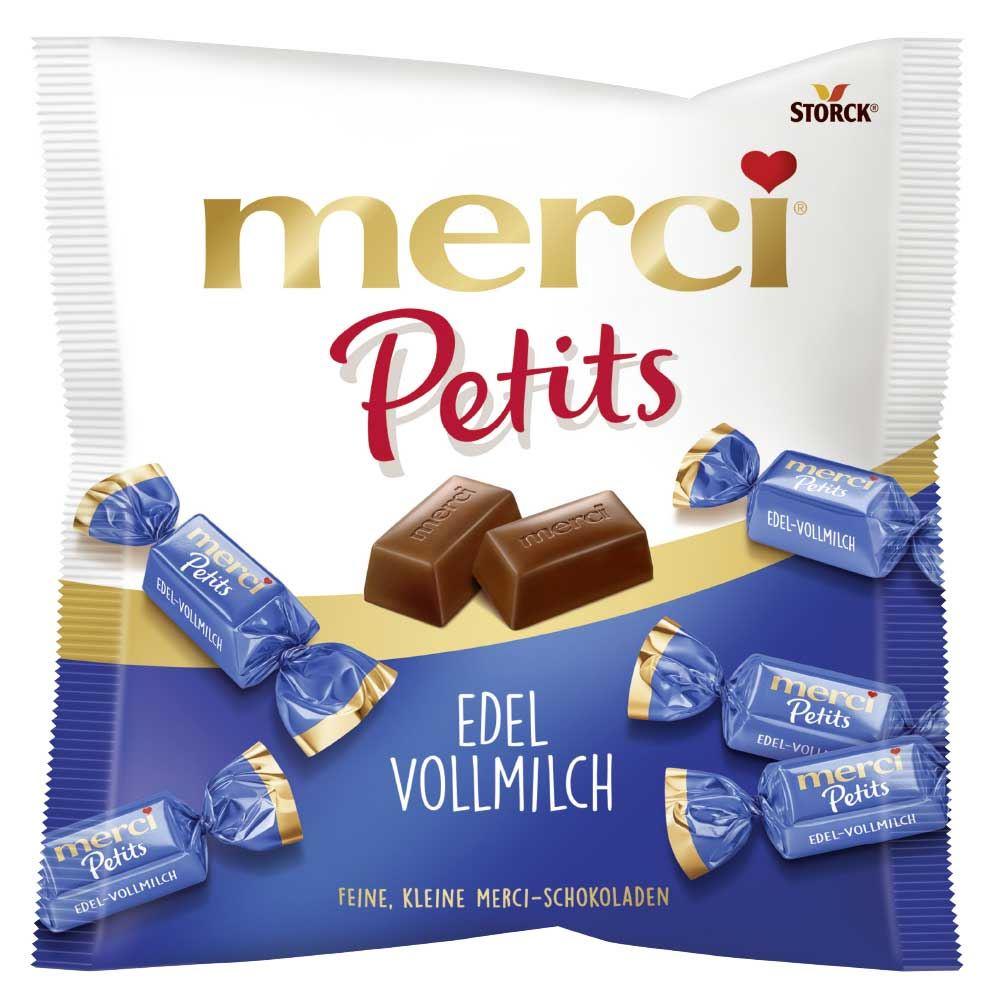 STORCK®
merci®
Petits
merci
merci
merci
Petits
EDEL-VOLLMILCH
merci
Petits
EDEL-VOLLMILCH
EDEL
VOLLMILCH
merci
Petits
EDEL-VOLL
merci
Petits
EDEL-VOLLMILCH
merci
Petits
EDEL-VOLLMILCH
FEINE, KLEINE MERCI-SCHOKOLADEN